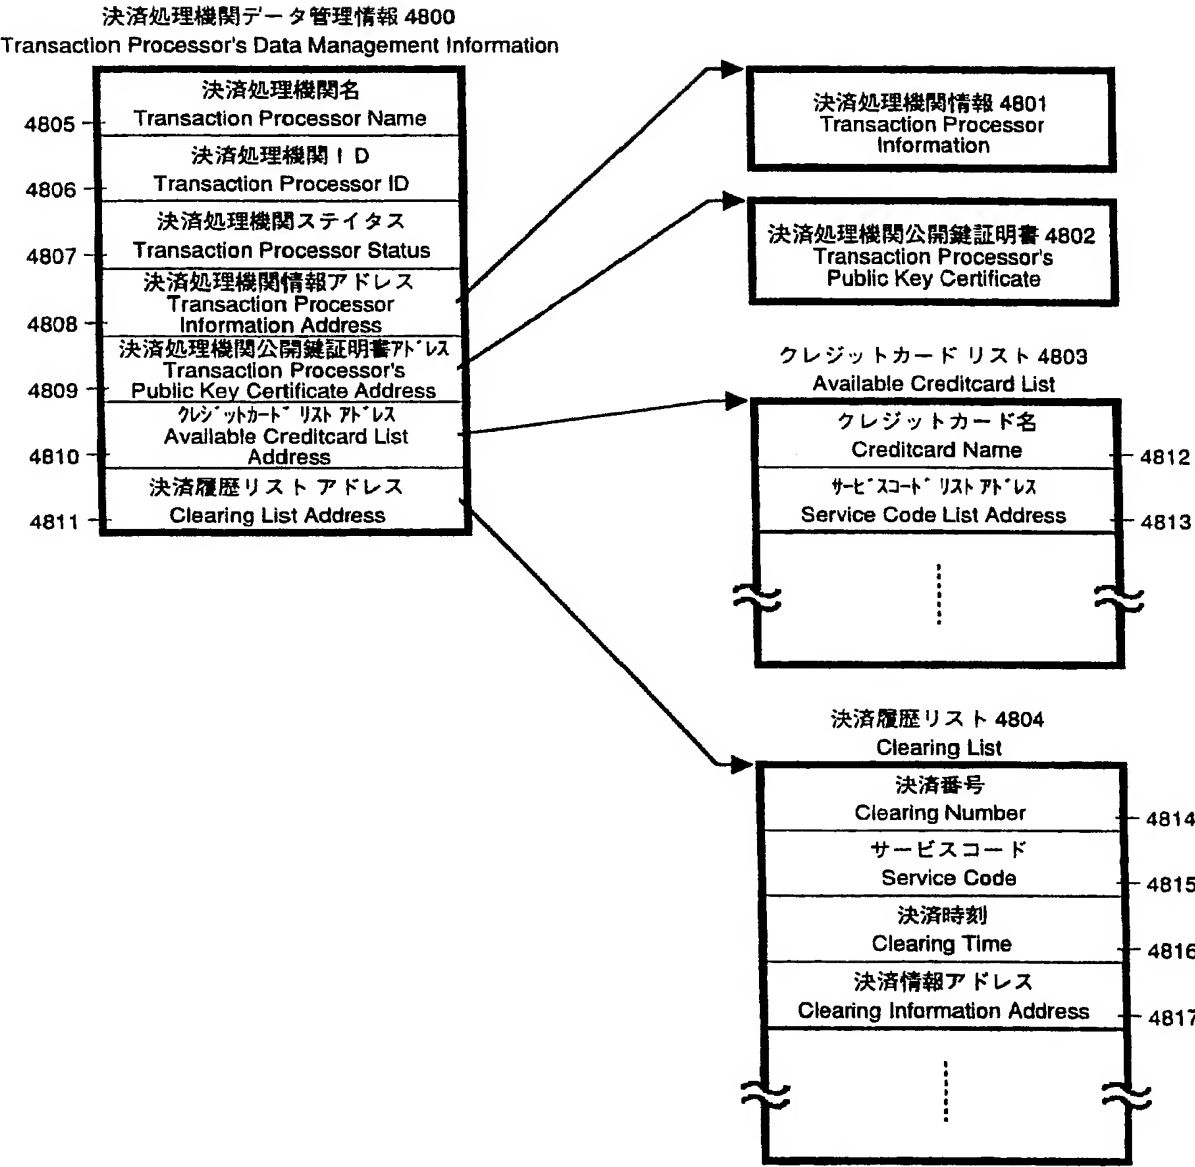 決済処理機関データ管理情報 4800
Transaction Processor's Data Management Information
決済処理機関名
Transaction Processor Name
4805
決済処理機関ID
Transaction Processor ID
4806
決済処理機関ステイタス
Transaction Processor Status
4807
決済処理機関情報アドレス
Transaction Processor
Information Address
4808
決済処理機関公開鍵証明書ｱﾄﾞﾚｽ
Transaction Processor's
Public Key Certificate Address
4809
ｸﾚｼﾞｯﾄｶｰﾄﾞ ﾘｽﾄ ｱﾄﾞﾚｽ
Available Creditcard List
Address
4810
決済履歴リスト アドレス
Clearing List Address
4811
決済処理機関情報 4801
Transaction Processor
Information
決済処理機関公開鍵証明書 4802
Transaction Processor's
Public Key Certificate
クレジットカード リスト 4803
Available Creditcard List
クレジットカード名
Creditcard Name
4812
ｻｰﾋﾞｽｺｰﾄﾞ ﾘｽﾄ ｱﾄﾞﾚｽ
Service Code List Address
4813
決済履歴リスト 4804
Clearing List
決済番号
Clearing Number
4814
サービスコード
Service Code
4815
決済時刻
Clearing Time
4816
決済情報アドレス
Clearing Information Address
4817